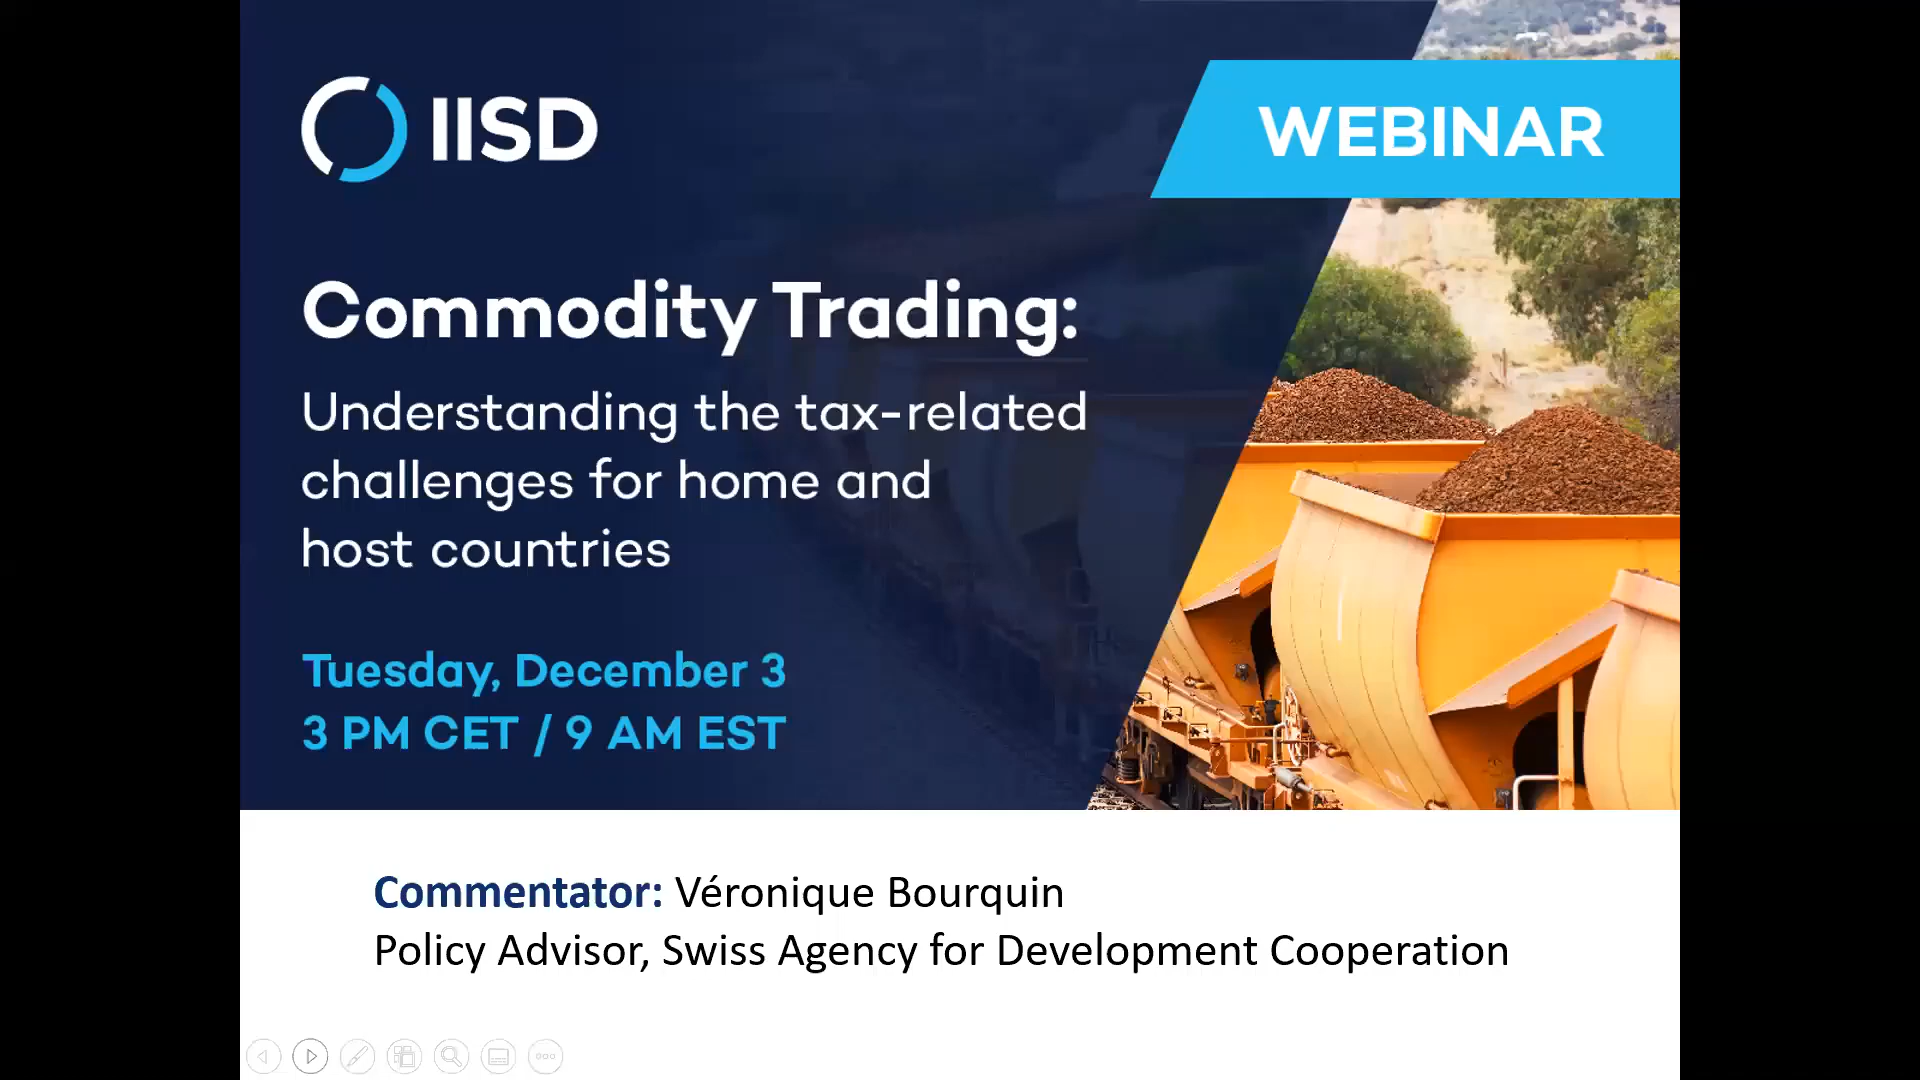 IISD
WEBINAR
Commodity Trading:
Understanding the tax-related
challenges for home and
host countries
Tuesday, December 3
3 PM CET / 9 AM EST
Commentator: Véronique Bourquin
Policy Advisor, Swiss Agency for Development Cooperation